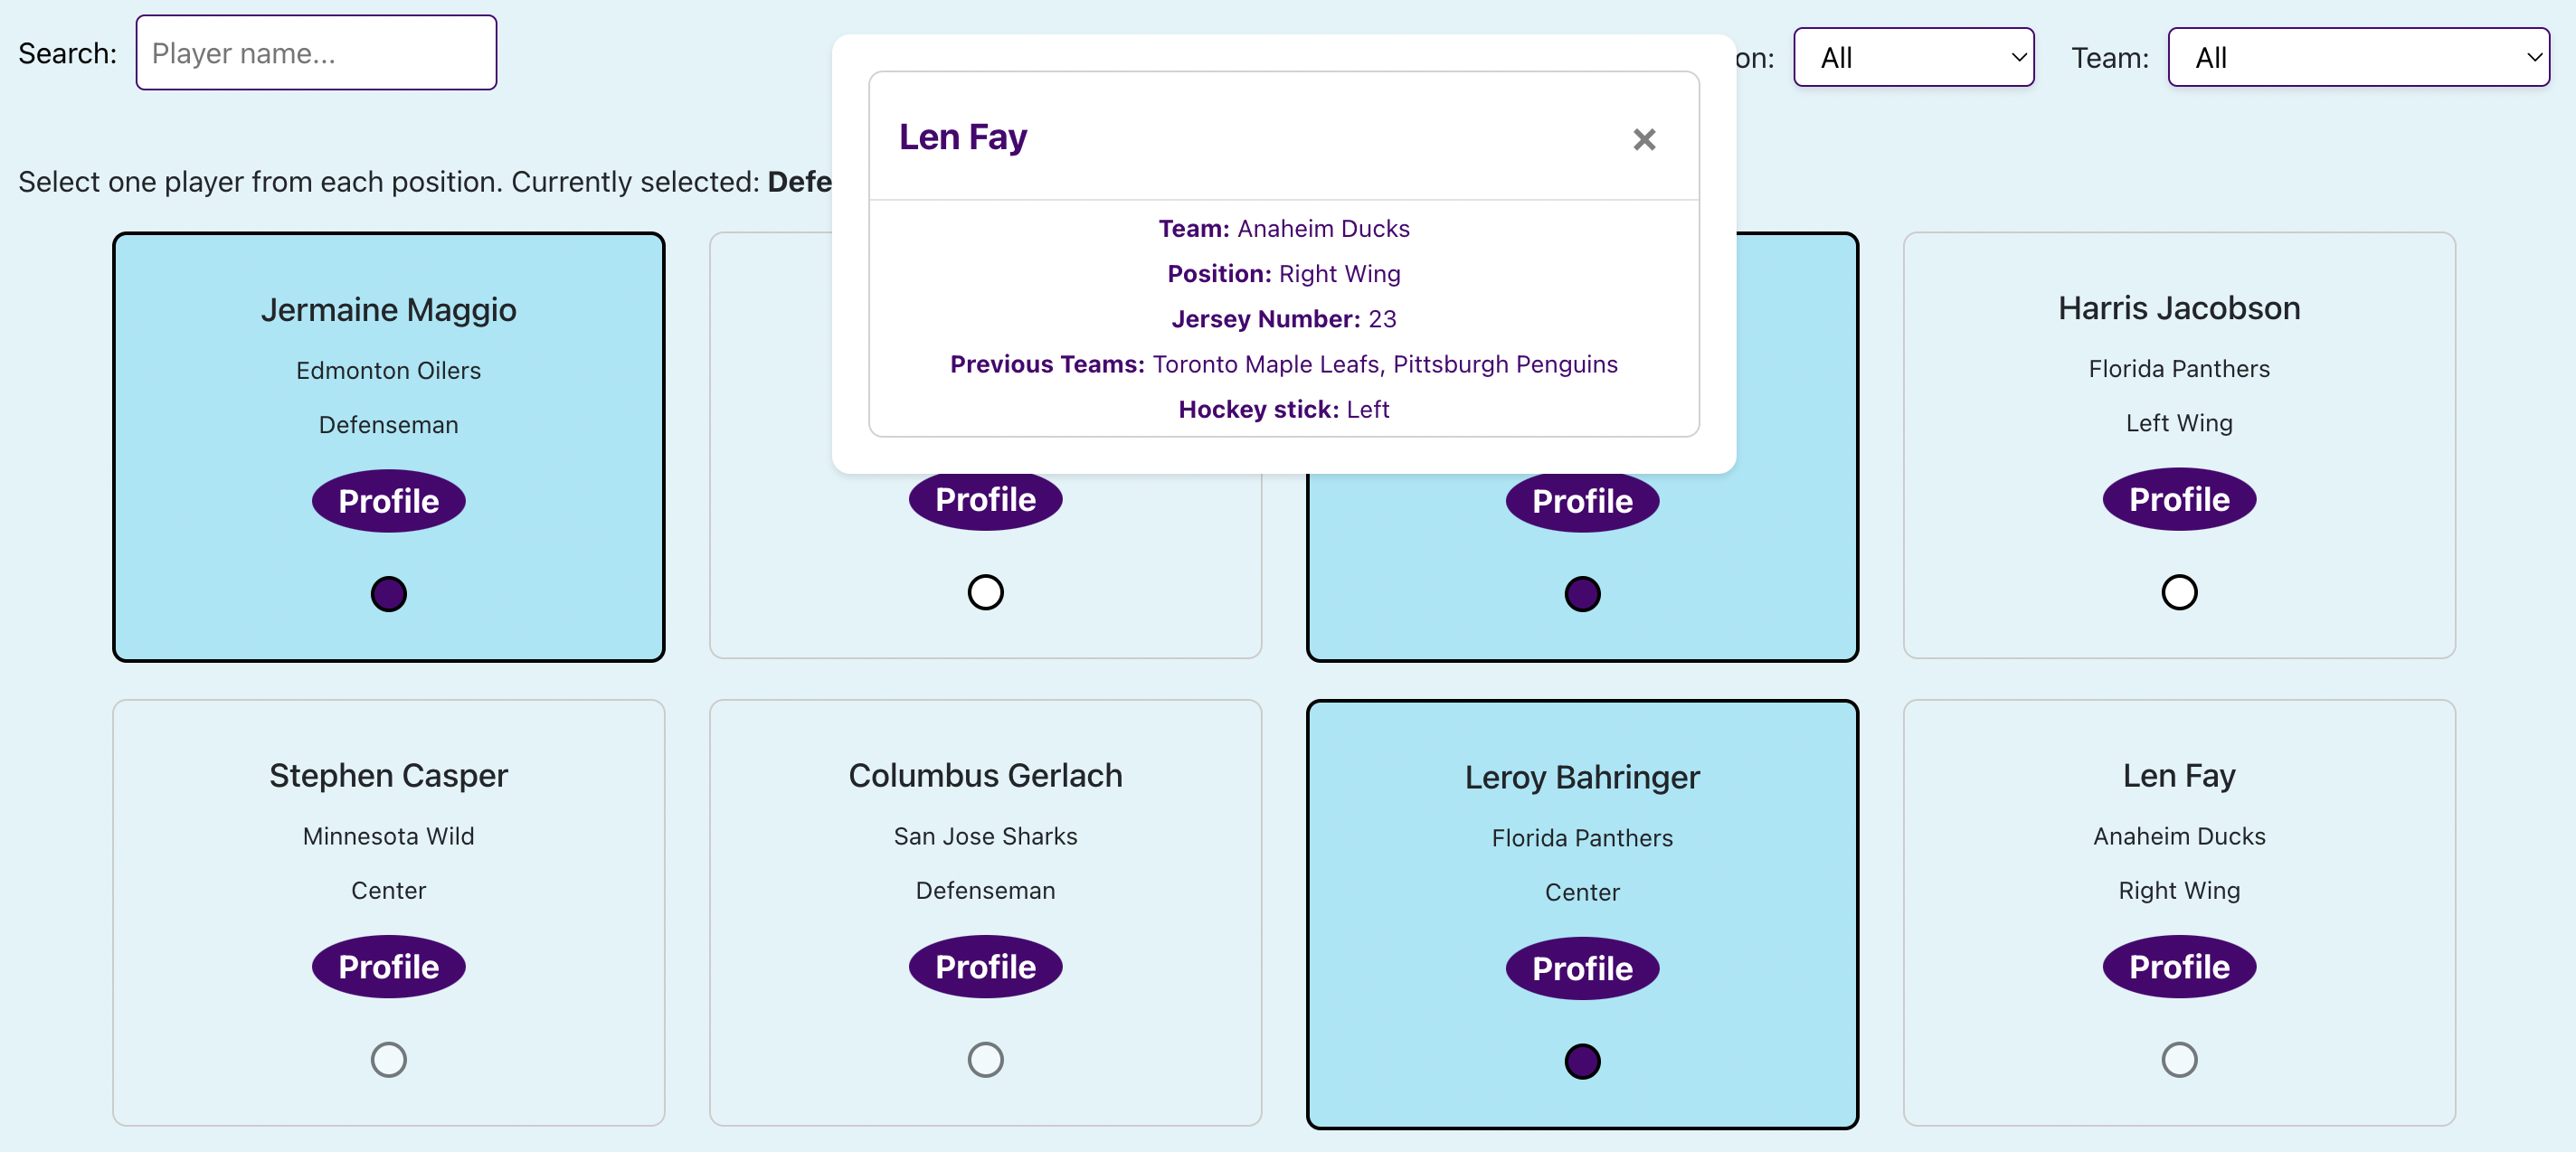 Search: Player name... on: All Team: All
Len Fay ×
Select one player from each position. Currently selected: Defe
Team: Anaheim Ducks
Position: Right Wing
Jersey Number: 23
Previous Teams: Toronto Maple Leafs, Pittsburgh Penguins
Hockey stick: Left
Jermaine Maggio
Edmonton Oilers
Defenseman
Profile
Profile
Profile
Harris Jacobson
Florida Panthers
Left Wing
Profile
Stephen Casper
Minnesota Wild
Center
Profile
Columbus Gerlach
San Jose Sharks
Defenseman
Profile
Leroy Bahringer
Florida Panthers
Center
Profile
Len Fay
Anaheim Ducks
Right Wing
Profile